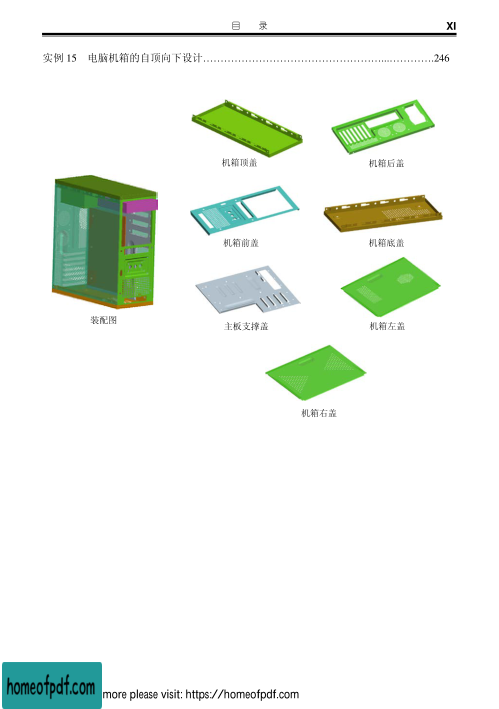 目 录 XI
实例 15 电脑机箱的自顶向下设计…………………………………………………...………….246
机箱顶盖 机箱后盖
机箱前盖 机箱底盖
装配图 主板支撑盖 机箱左盖
机箱右盖
homeofpdf.com more please visit: https://homeofpdf.com